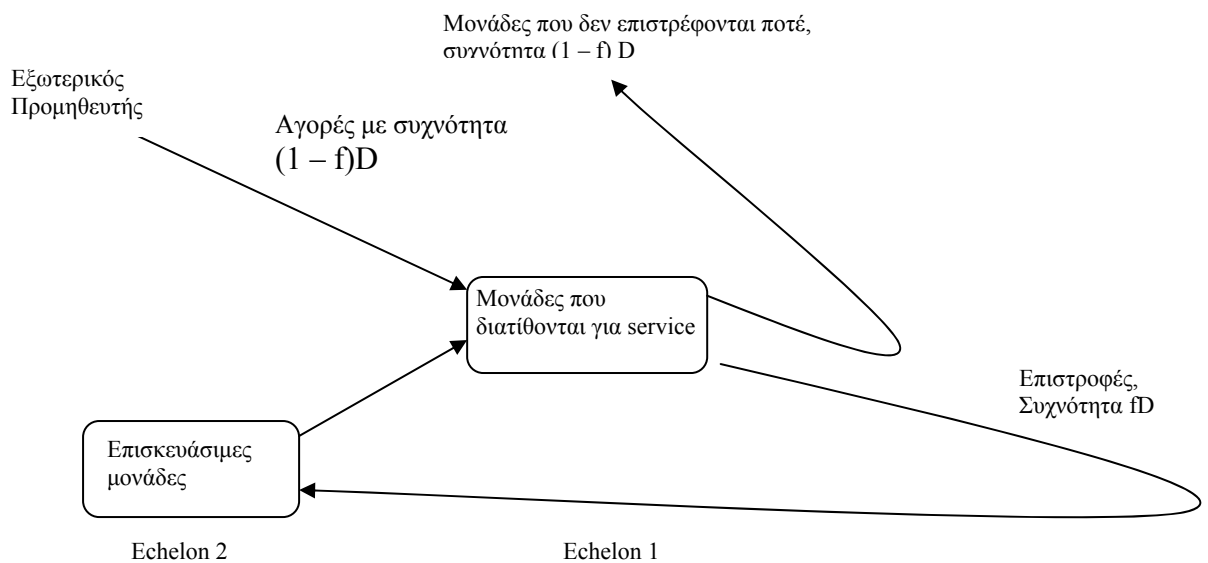 Μονάδες που δεν επιστρέφονται ποτέ,
συχνότητα (1 – f) D
Εξωτερικός
Προμηθευτής
Αγορές με συχνότητα
(1 – f)D
Μονάδες που
διατίθονται για service
Επιστροφές,
Συχνότητα fD
Επισκευάσιμες
μονάδες
Echelon 2
Echelon 1